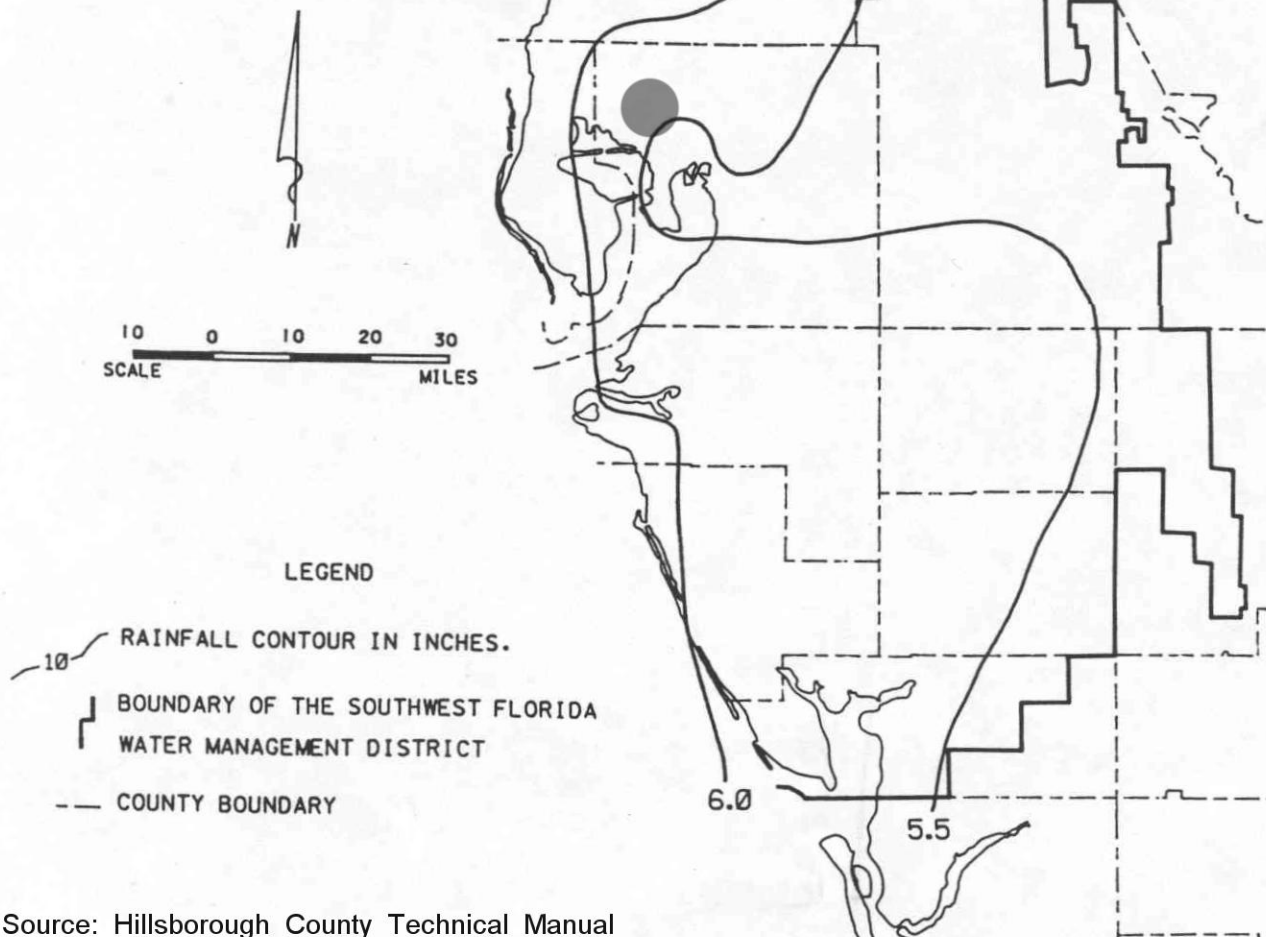 N
10 0 10 20 30
SCALE MILES
LEGEND
10 RAINFALL CONTOUR IN INCHES.
BOUNDARY OF THE SOUTHWEST FLORIDA
WATER MANAGEMENT DISTRICT
COUNTY BOUNDARY
6.0
5.5
Source: Hillsborough County Technical Manual